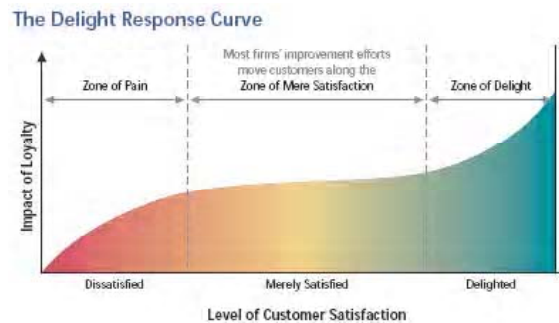 The Delight Response Curve
Most firms' improvement efforts
move customers along the
Zone of Pain
Zone of Mere Satisfaction
Zone of Delight
Impact of Loyalty
Dissatisfied
Merely Satisfied
Delighted
Level of Customer Satisfaction